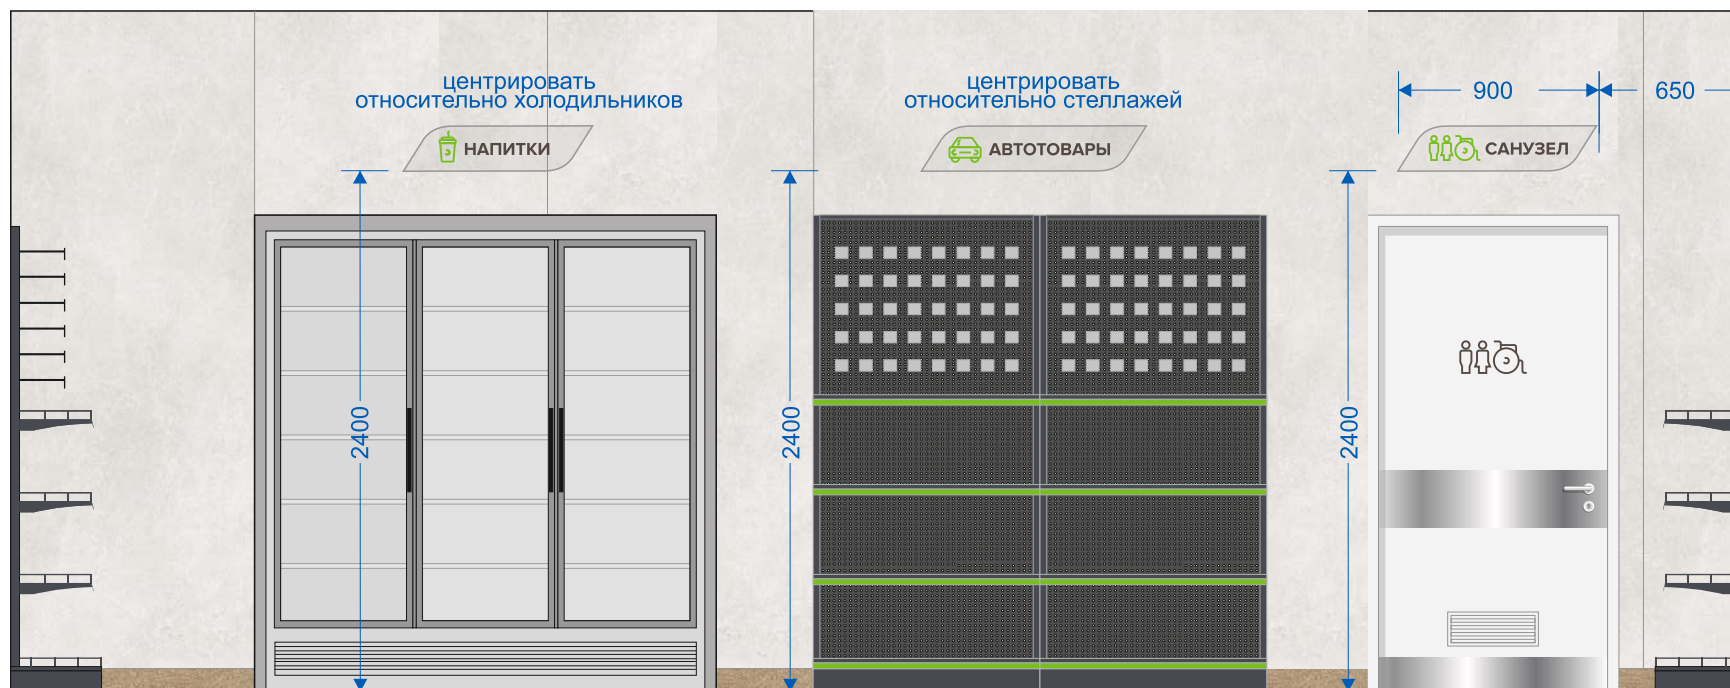 центрировать
относительно холодильников
центрировать
относительно стеллажей
900
650
НАПИТКИ
АВТОТОВАРЫ
САНУЗЕЛ
2400
2400
2400